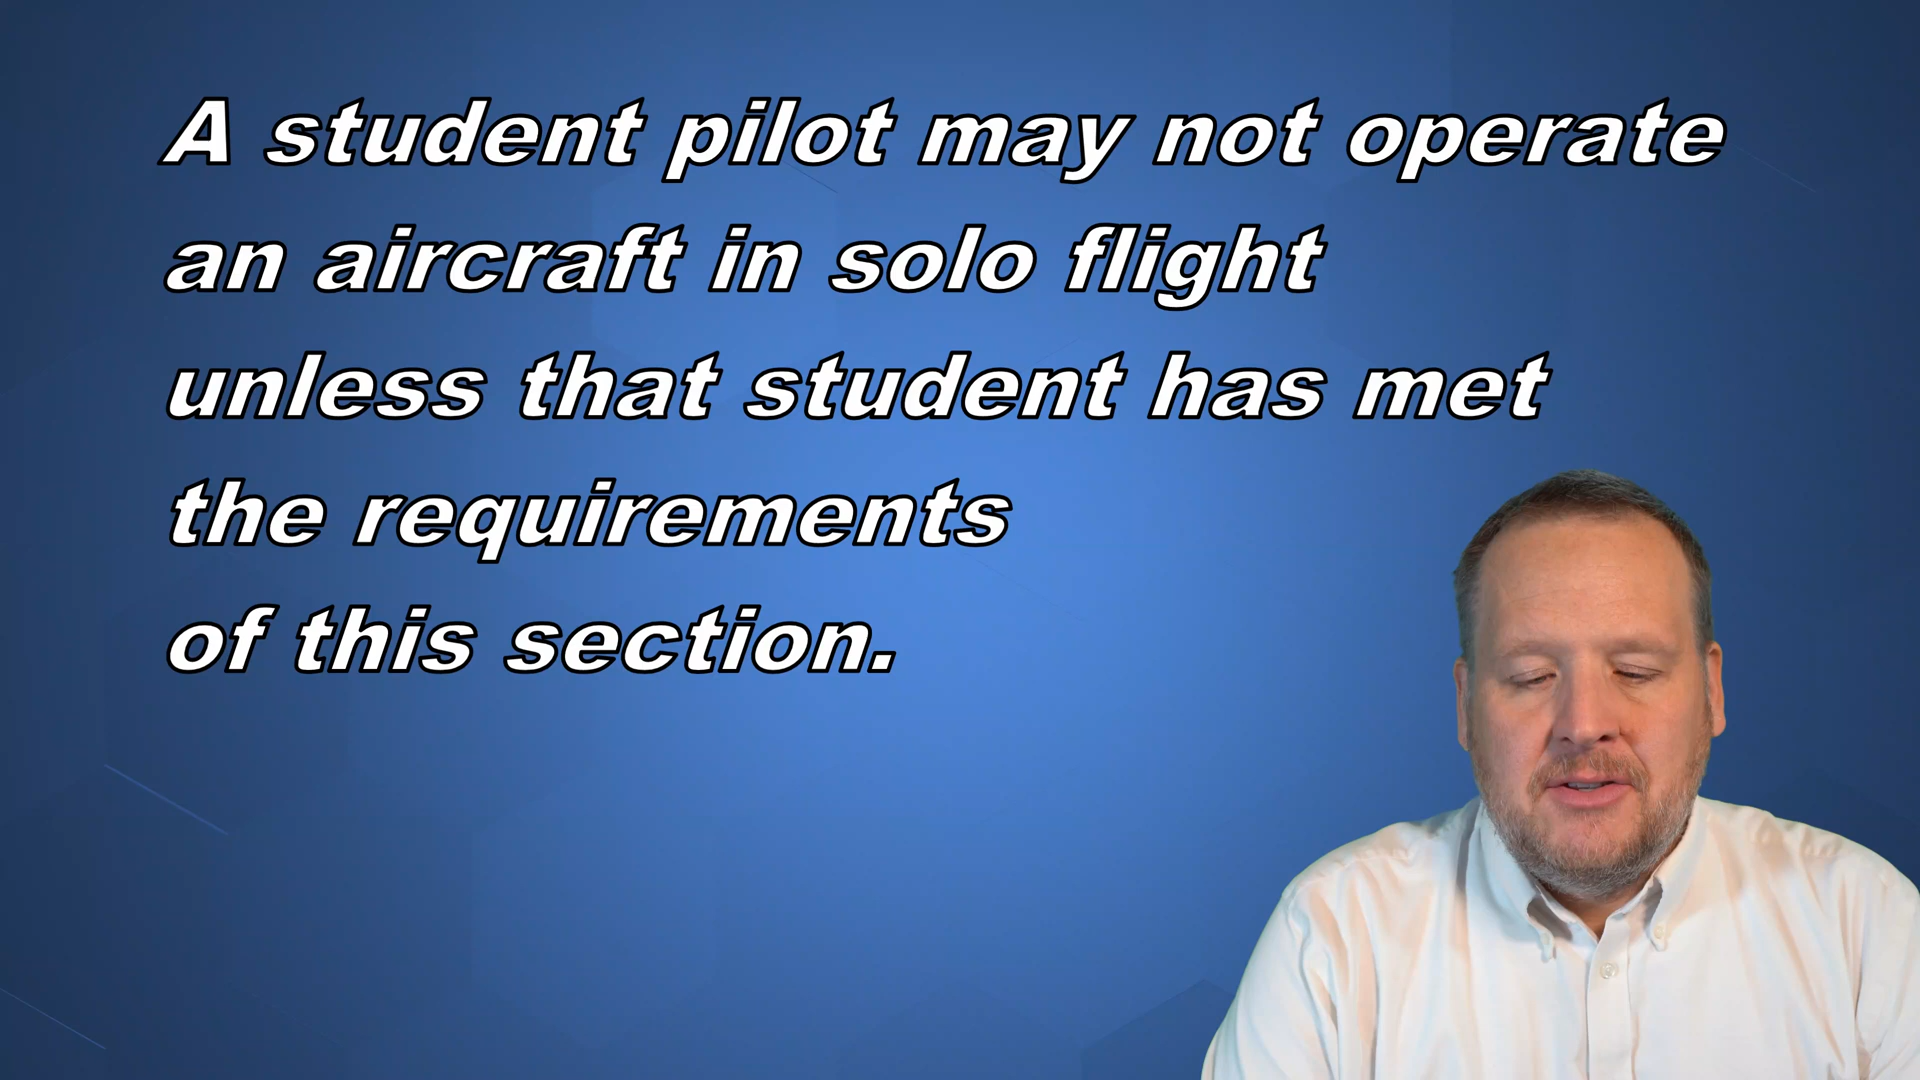 A student pilot may not operate
an aircraft in solo flight
unless that student has met
the requirements
of this section.